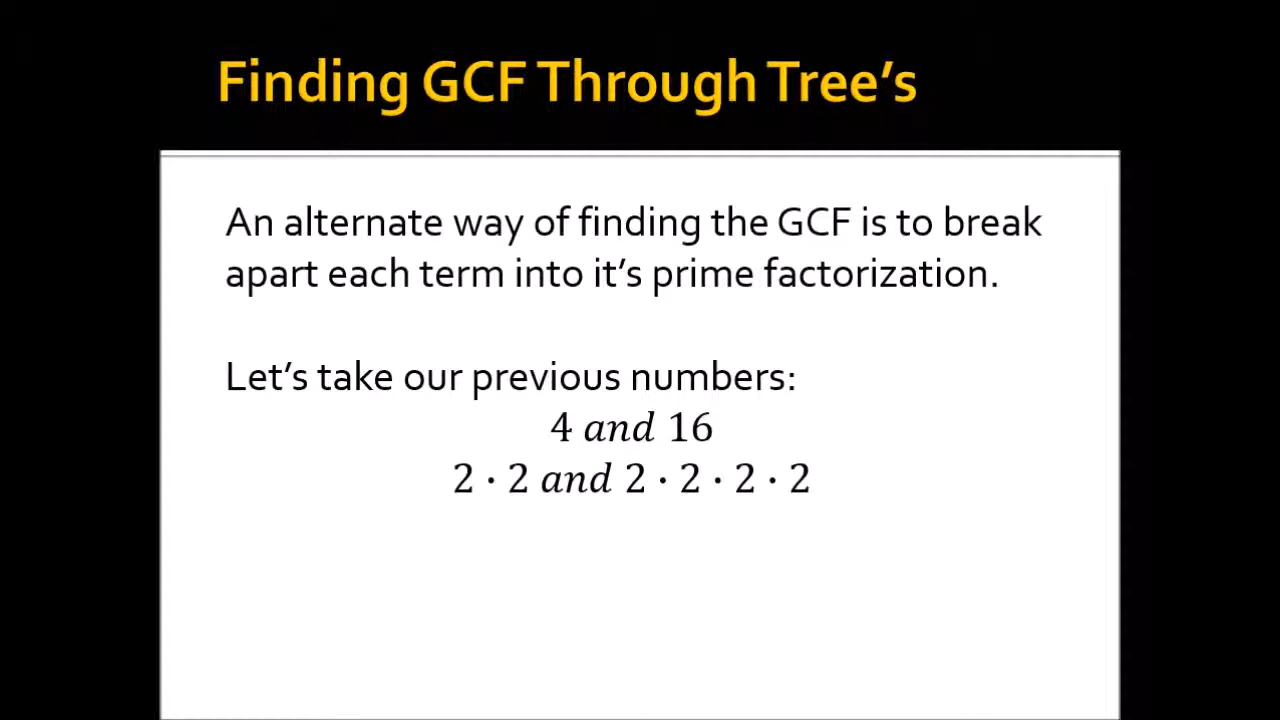 Finding GCF Through Tree’s
An alternate way of finding the GCF is to break
apart each term into it’s prime factorization.
Let’s take our previous numbers:
4 and 16
2 · 2 and 2 · 2 · 2 · 2